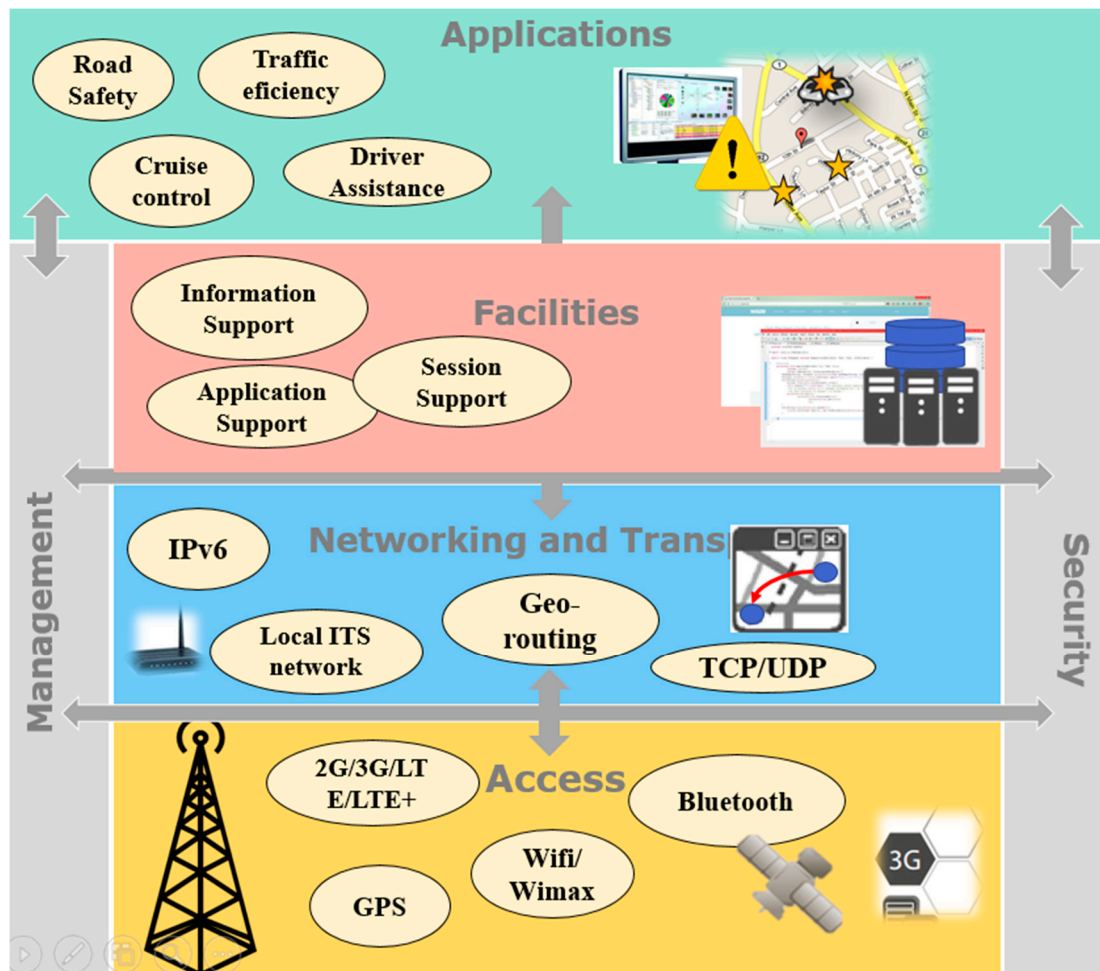 Applications
Road
Safety
Traffic
eficiency
Cruise
control
Driver
Assistance
Facilities
Information
Support
Session
Support
Application
Support
Management
Security
Networking and Transp
IPv6
Geo-
routing
Local ITS
network
TCP/UDP
Access
2G/3G/LT
E/LTE+
Bluetooth
Wifi/
Wimax
3G
GPS